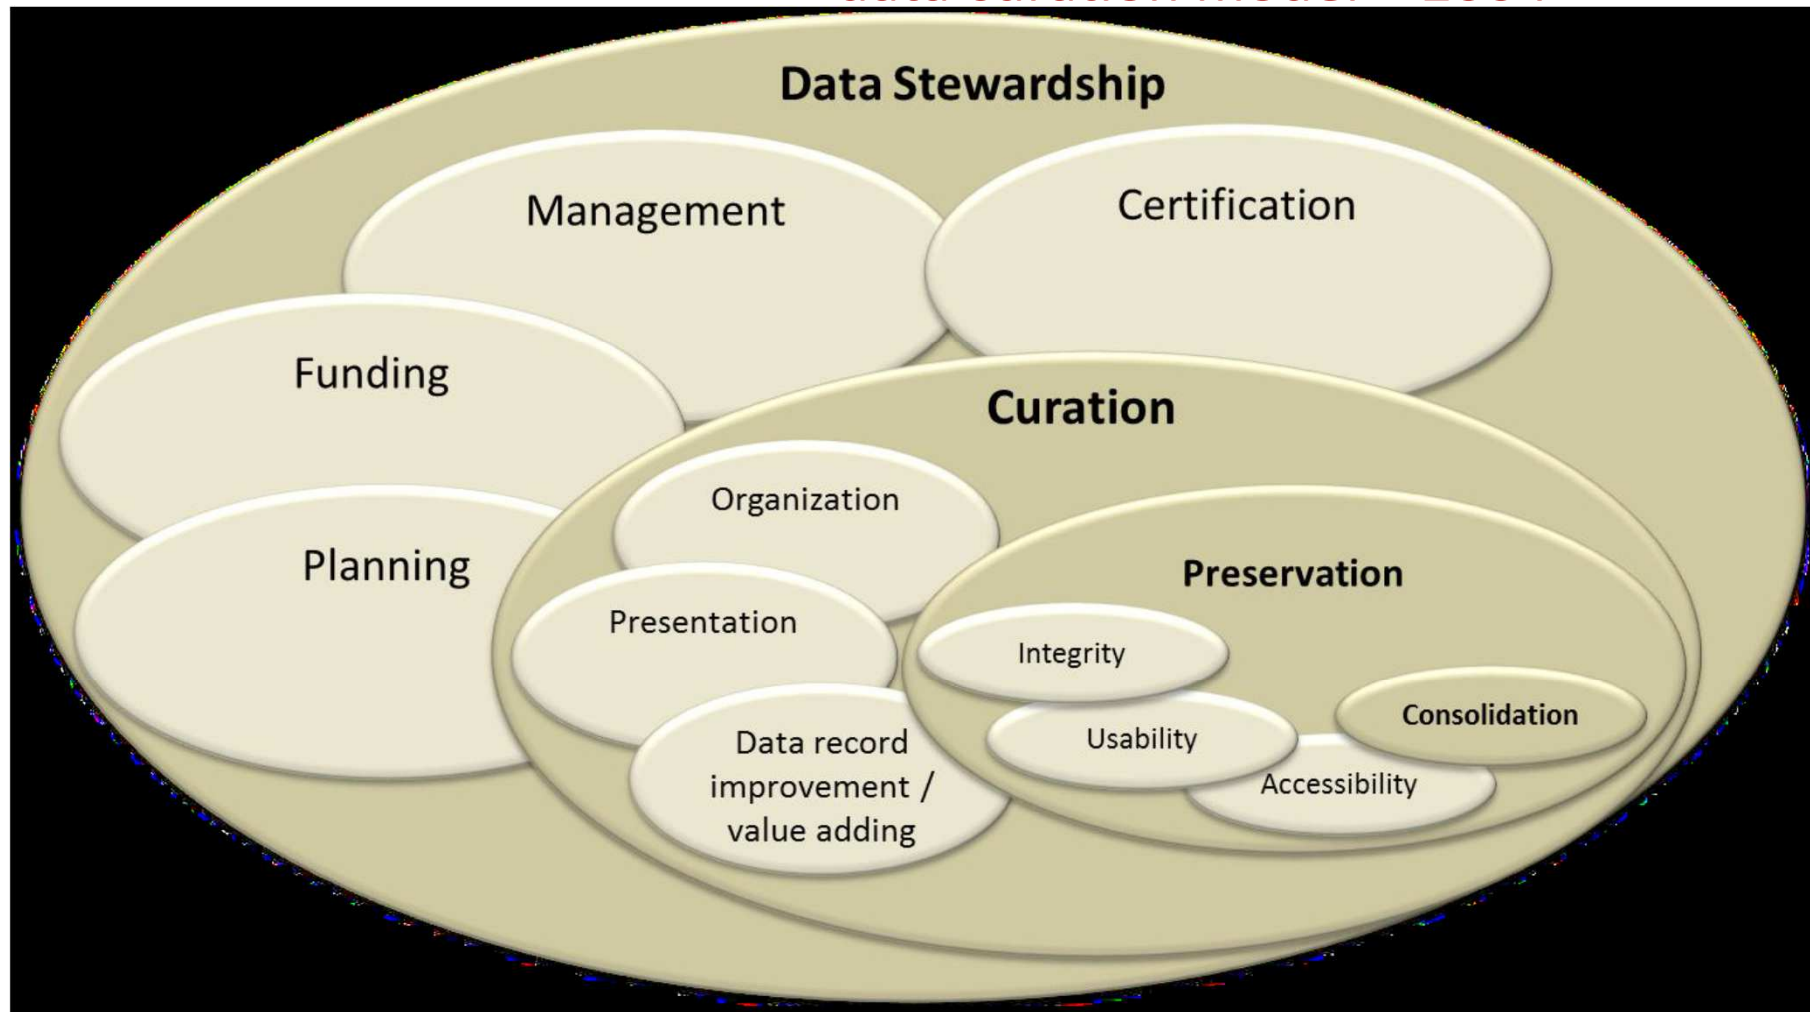 Data Stewardship
Management
Certification
Funding
Curation
Organization
Planning
Preservation
Presentation
Integrity
Consolidation
Usability
Data record
improvement /
value adding
Accessibility